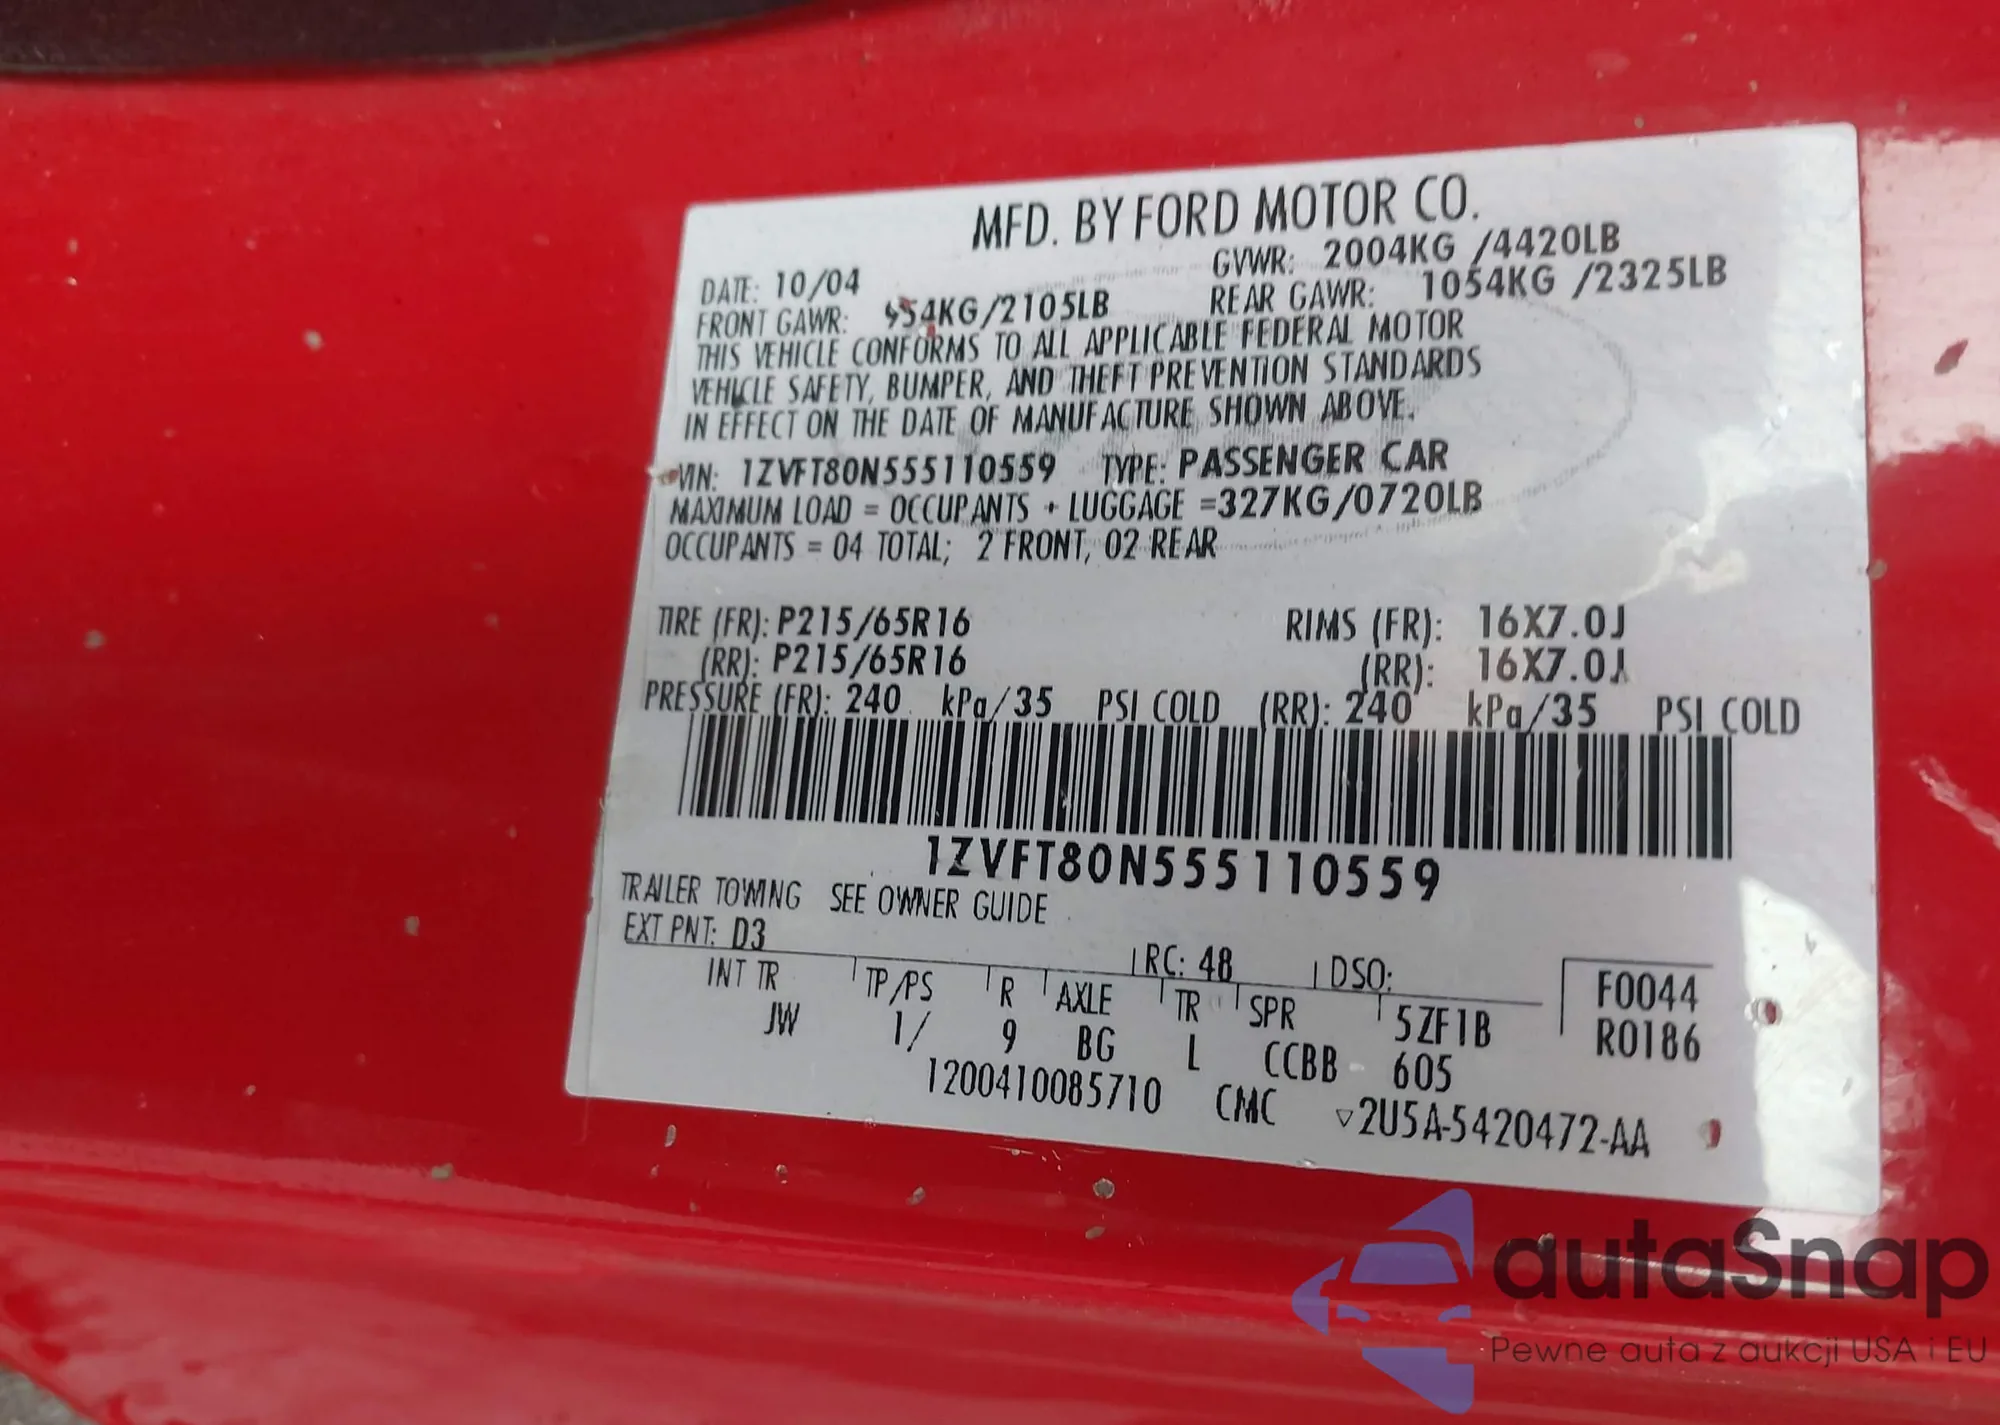 MFD. BY FORD MOTOR CO.
DATE: 10/04 GVWR: 2004KG /4420LB
FRONT GAWR: 954KG/2105LB REAR GAWR: 1054KG /2325LB
THIS VEHICLE CONFORMS TO ALL APPLICABLE FEDERAL MOTOR
VEHICLE SAFETY, BUMPER, AND THEFT PREVENTION STANDARDS
IN EFFECT ON THE DATE OF MANUFACTURE SHOWN ABOVE.
VIN: 1ZVFT80N555110559 TYPE: PASSENGER CAR
MAXIMUM LOAD = OCCUPANTS + LUGGAGE =327KG/0720LB
OCCUPANTS = 04 TOTAL; 2 FRONT, 02 REAR
TIRE (FR): P215/65R16 RIMS (FR): 16X7.0J
(RR): P215/65R16 (RR): 16X7.0J
PRESSURE (FR): 240 kPa/35 PSI COLD (RR): 240 kPa/35 PSI COLD
1ZVFT80N555110559
TRAILER TOWING SEE OWNER GUIDE
EXT PNT: D3 RC: 48 DSO: F0044
INT TR TP/PS R AXLE TR SPR 5ZF1B R0186
JW 1/ 9 BG L CCBB 605
1200410085710 CMC ▽2U5A-5420472-AA
autaSnap
Pewne auta z aukcji USA i EU